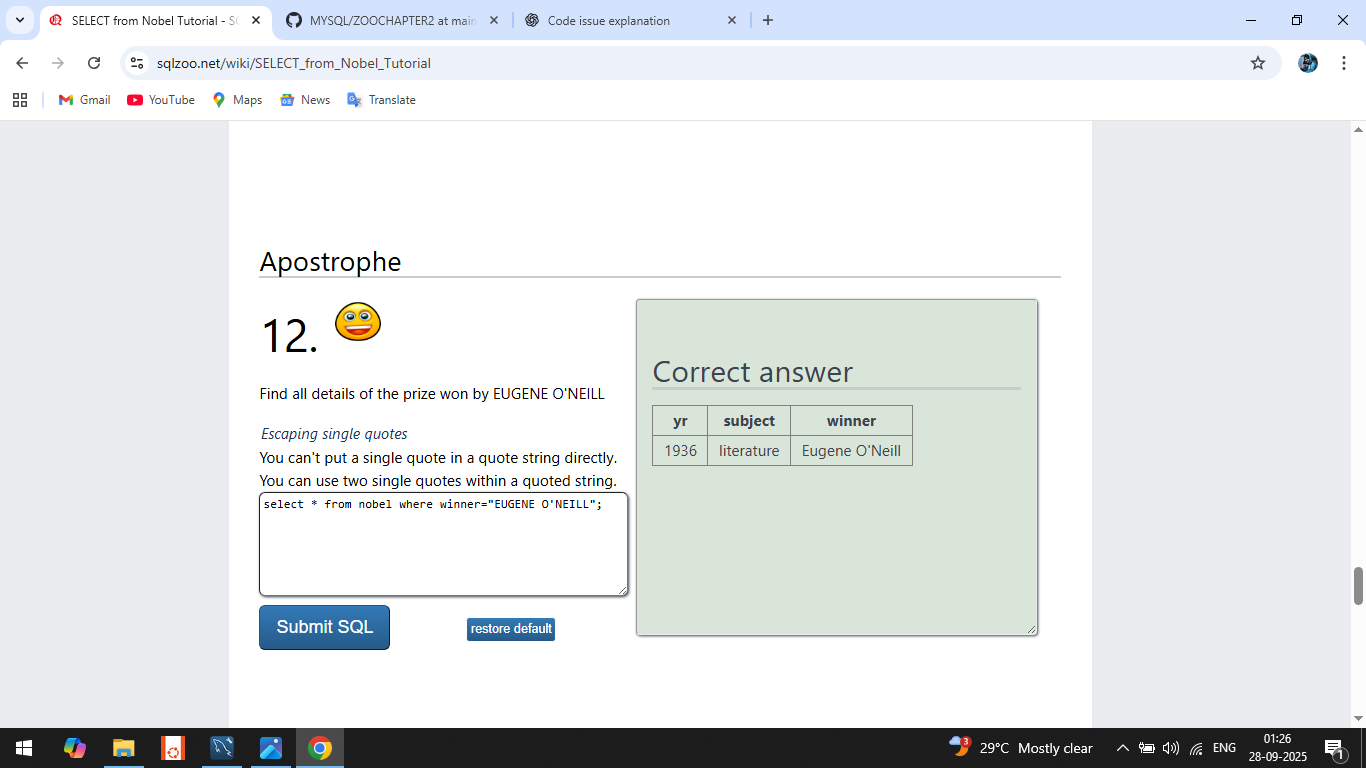 SELECT from Nobel Tutorial - SQ
MYSQL/ZOOCHAPTER2 at main
Code issue explanation
sqlzoo.net/wiki/SELECT_from_Nobel_Tutorial
Gmail
YouTube
Maps
News
Translate
Apostrophe
12.
Find all details of the prize won by EUGENE O'NEILL
Escaping single quotes
You can't put a single quote in a quote string directly.
You can use two single quotes within a quoted string.
select * from nobel where winner="EUGENE O'NEILL";
Submit SQL
restore default
Correct answer
yr subject winner
1936 literature Eugene O'Neill
3
29°C Mostly clear
ENG
01:26
28-09-2025
1